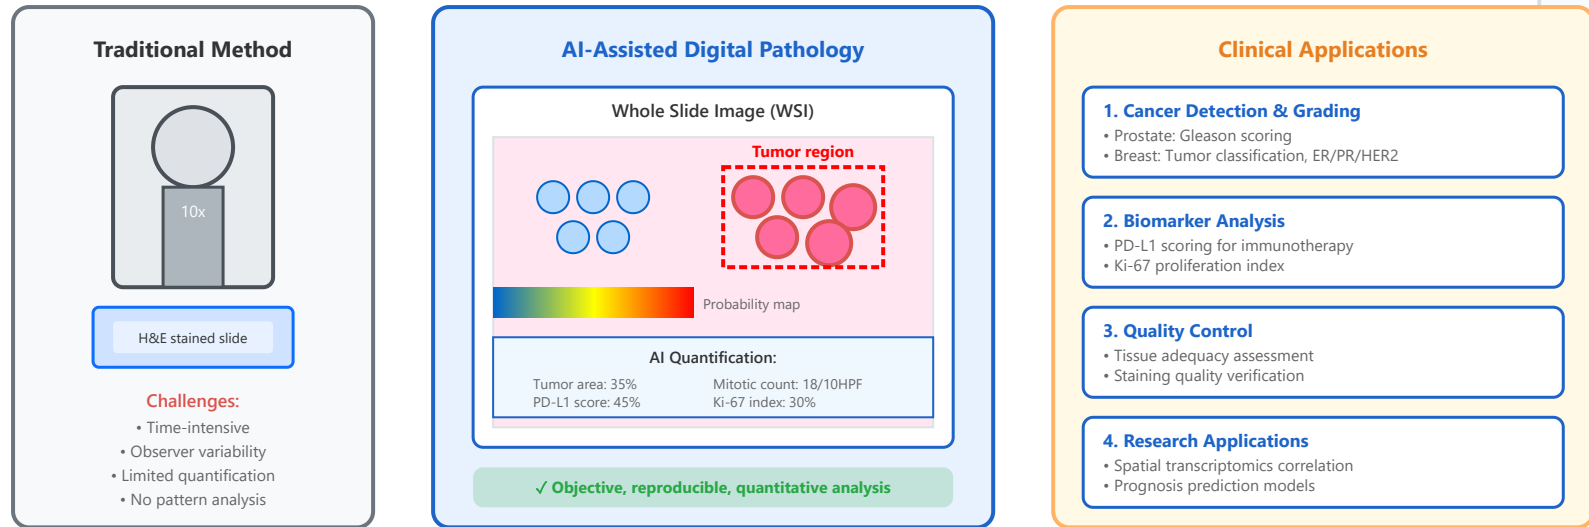 Traditional Method
10x
H&E stained slide
Challenges:
• Time-intensive
• Observer variability
• Limited quantification
• No pattern analysis
AI-Assisted Digital Pathology
Whole Slide Image (WSI)
Tumor region
Probability map
AI Quantification:
Tumor area: 35%
Mitotic count: 18/10HPF
PD-L1 score: 45%
Ki-67 index: 30%
✓ Objective, reproducible, quantitative analysis
Clinical Applications
1. Cancer Detection & Grading
• Prostate: Gleason scoring
• Breast: Tumor classification, ER/PR/HER2
2. Biomarker Analysis
• PD-L1 scoring for immunotherapy
• Ki-67 proliferation index
3. Quality Control
• Tissue adequacy assessment
• Staining quality verification
4. Research Applications
• Spatial transcriptomics correlation
• Prognosis prediction models